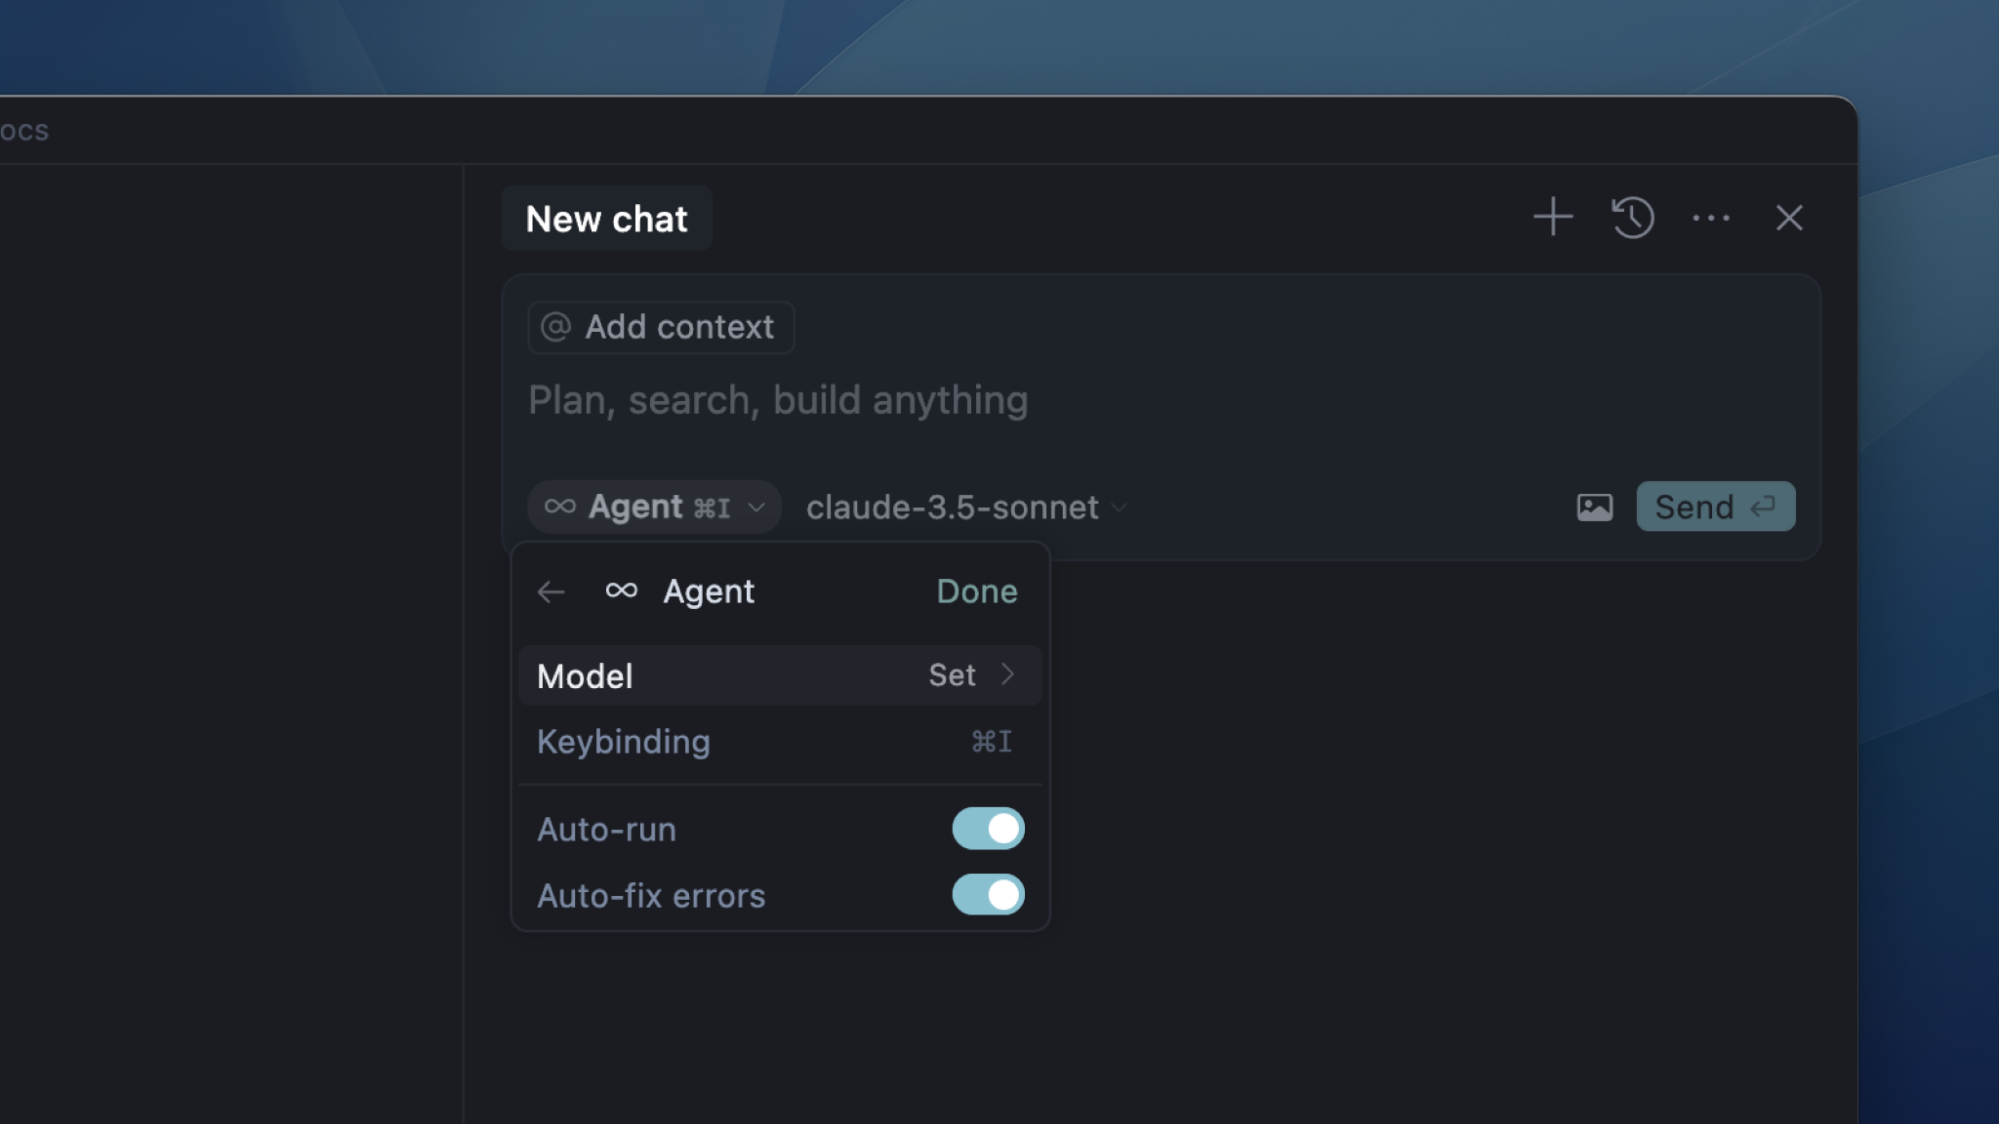 ocs
New chat
@ Add context
Plan, search, build anything
Agent ⌘I claude-3.5-sonnet Send
Agent Done
Model Set
Keybinding ⌘I
Auto-run
Auto-fix errors